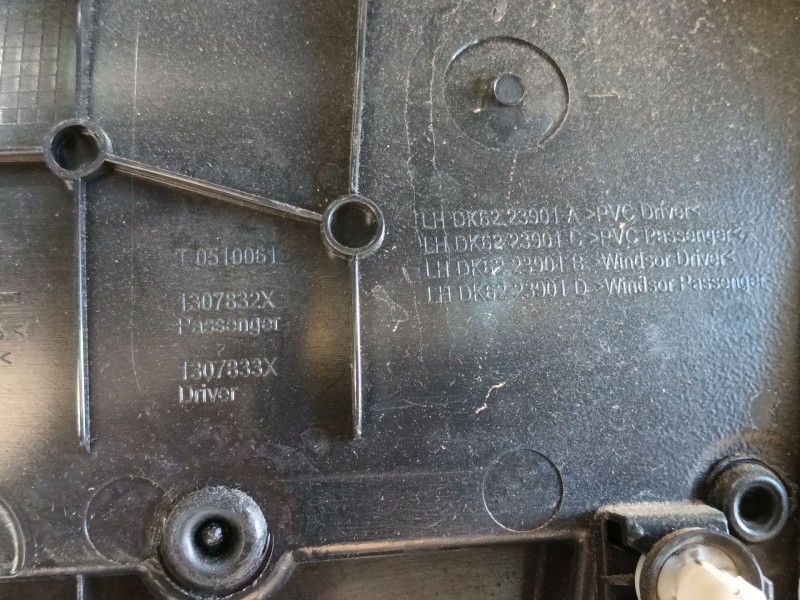 T 0510061
1307832X
Passenger
1307833X
Driver
LH DK62 23901 A >PVC Driver<
LH DK62 23901 C >PVC Passenger<
LH DK62 23901 B >Windsor Driver<
LH DK62 23901 D >Windsor Passenger